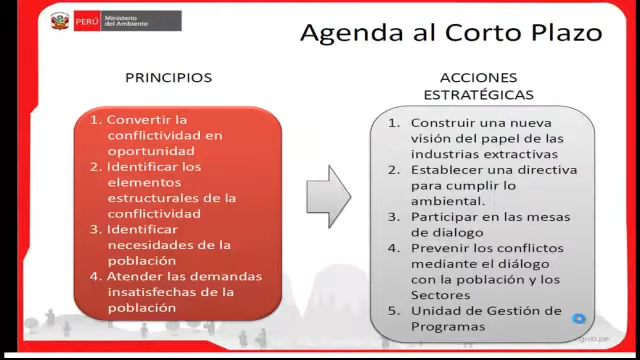 PERÚ
Ministerio
del Ambiente
Agenda al Corto Plazo
PRINCIPIOS
1. Convertir la
conflictividad en
oportunidad
2. Identificar los
elementos
estructurales de la
conflictividad
3. Identificar
necesidades de la
población
4. Atender las demandas
insatisfechas de la
población
ACCIONES
ESTRATÉGICAS
1. Construir una nueva
visión del papel de las
industrias extractivas
2. Establecer una directiva
para cumplir lo
ambiental.
3. Participar en las mesas
de dialogo
4. Prevenir los conflictos
mediante el diálogo
con la población y los
Sectores
5. Unidad de Gestión de
Programas